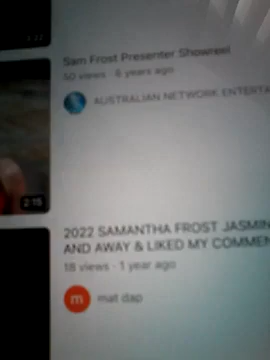 Sam Frost Presenter Showreel
50 views · 6 years ago
AUSTRALIAN NETWORK ENTERTA
2:15
2022 SAMANTHA FROST JASMIN
AND AWAY & LIKED MY COMMEN
18 views · 1 year ago
m
mat dap